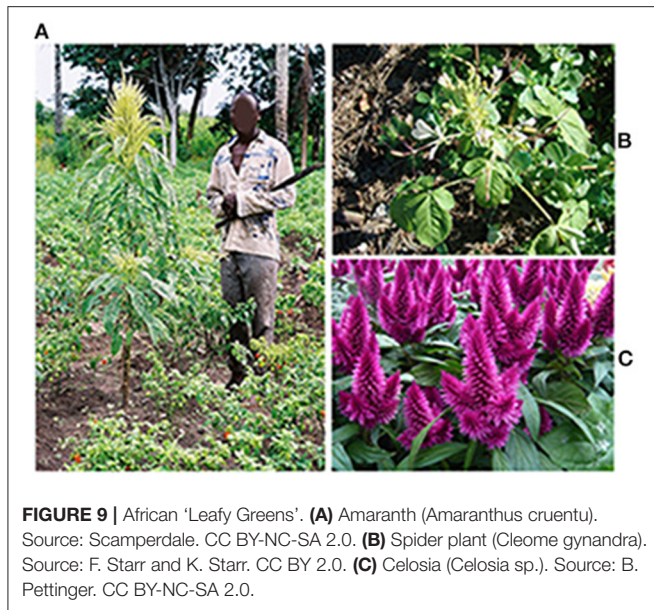 A
B
C
FIGURE 9 | African ‘Leafy Greens’. (A) Amaranth (Amaranthus cruentu).
Source: Scamperdale. CC BY-NC-SA 2.0. (B) Spider plant (Cleome gynandra).
Source: F. Starr and K. Starr. CC BY 2.0. (C) Celosia (Celosia sp.). Source: B.
Pettinger. CC BY-NC-SA 2.0.